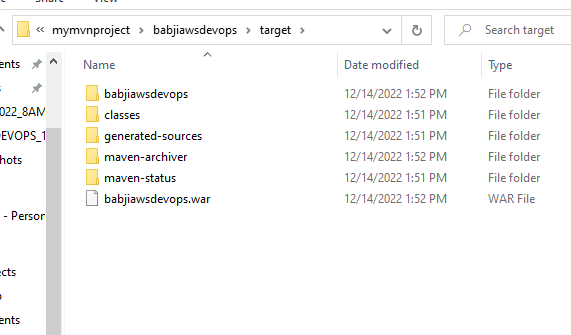 « mymvnproject › babjiawsdevops › target
Search target
ents
022_8AM
DEVOPS_1
shots
- Person
ects
ents
Name Date modified Type
babjiawsdevops 12/14/2022 1:52 PM File folder
classes 12/14/2022 1:51 PM File folder
generated-sources 12/14/2022 1:51 PM File folder
maven-archiver 12/14/2022 1:52 PM File folder
maven-status 12/14/2022 1:51 PM File folder
babjiawsdevops.war 12/14/2022 1:52 PM WAR File